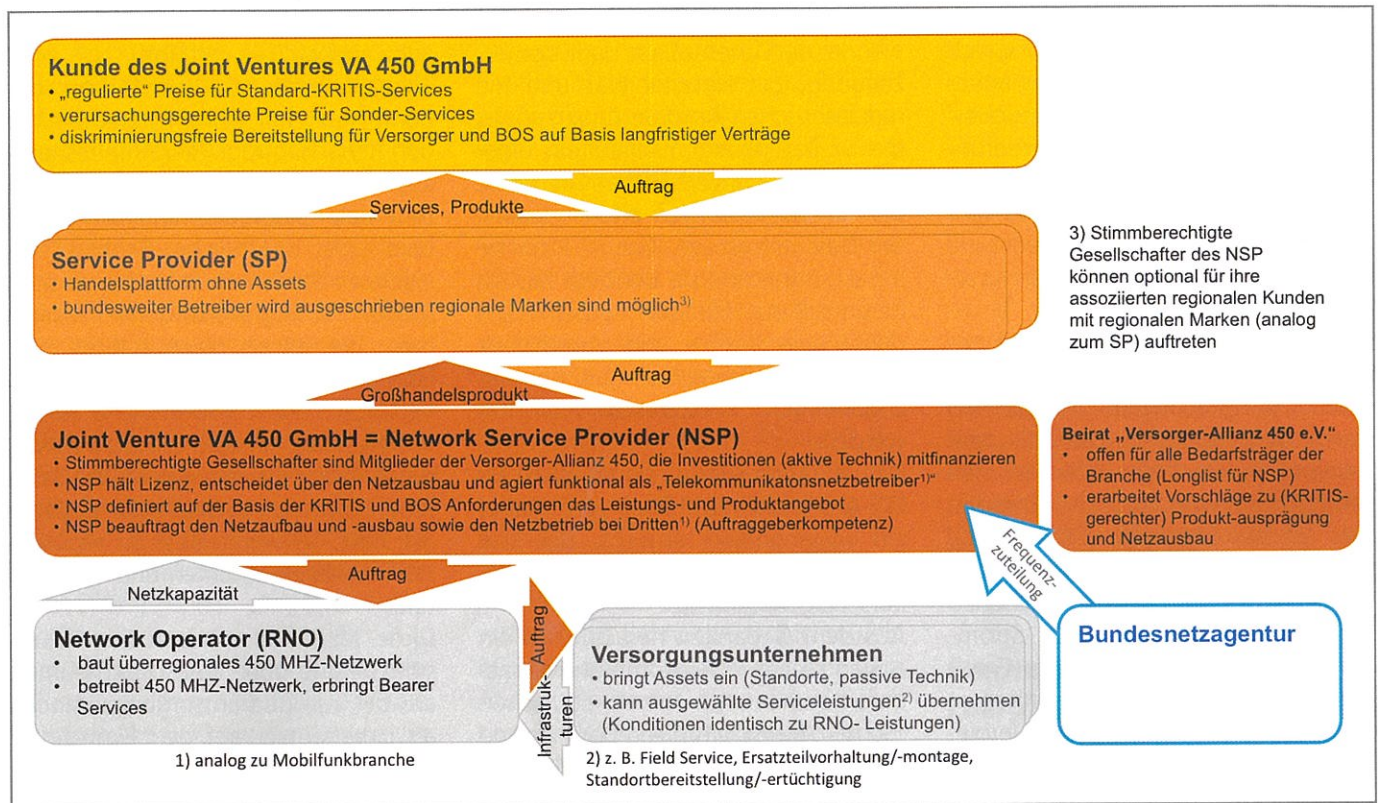 Kunde des Joint Ventures VA 450 GmbH
• „regulierte“ Preise für Standard-KRITIS-Services
• verursachungsgerechte Preise für Sonder-Services
• diskriminierungsfreie Bereitstellung für Versorger und BOS auf Basis langfristiger Verträge
Services, Produkte
Auftrag
Service Provider (SP)
• Handelsplattform ohne Assets
• bundesweiter Betreiber wird ausgeschrieben regionale Marken sind möglich3)
3) Stimmberechtigte
Gesellschafter des NSP
können optional für ihre
assoziierten regionalen Kunden
mit regionalen Marken (analog
zum SP) auftreten
Großhandelsprodukt
Auftrag
Joint Venture VA 450 GmbH = Network Service Provider (NSP)
• Stimmberechtigte Gesellschafter sind Mitglieder der Versorger-Allianz 450, die Investitionen (aktive Technik) mitfinanzieren
• NSP hält Lizenz, entscheidet über den Netzausbau und agiert funktional als „Telekommunikatonsnetzbetreiber1)“
• NSP definiert auf der Basis der KRITIS und BOS Anforderungen das Leistungs- und Produktangebot
• NSP beauftragt den Netzaufbau und -ausbau sowie den Netzbetrieb bei Dritten1) (Auftraggeberkompetenz)
Beirat „Versorger-Allianz 450 e.V.“
• offen für alle Bedarfsträger der
Branche (Longlist für NSP)
• erarbeitet Vorschläge zu (KRITIS-
gerechter) Produkt-ausprägung
und Netzausbau
Netzkapazität
Auftrag
Frequenz-
zuteilung
Network Operator (RNO)
• baut überregionales 450 MHZ-Netzwerk
• betreibt 450 MHZ-Netzwerk, erbringt Bearer
Services
Auftrag
Infrastruk-
turen
Versorgungsunternehmen
• bringt Assets ein (Standorte, passive Technik)
• kann ausgewählte Serviceleistungen2) übernehmen
(Konditionen identisch zu RNO- Leistungen)
Bundesnetzagentur
1) analog zu Mobilfunkbranche
2) z. B. Field Service, Ersatzteilvorhaltung/-montage,
Standortbereitstellung/-ertüchtigung